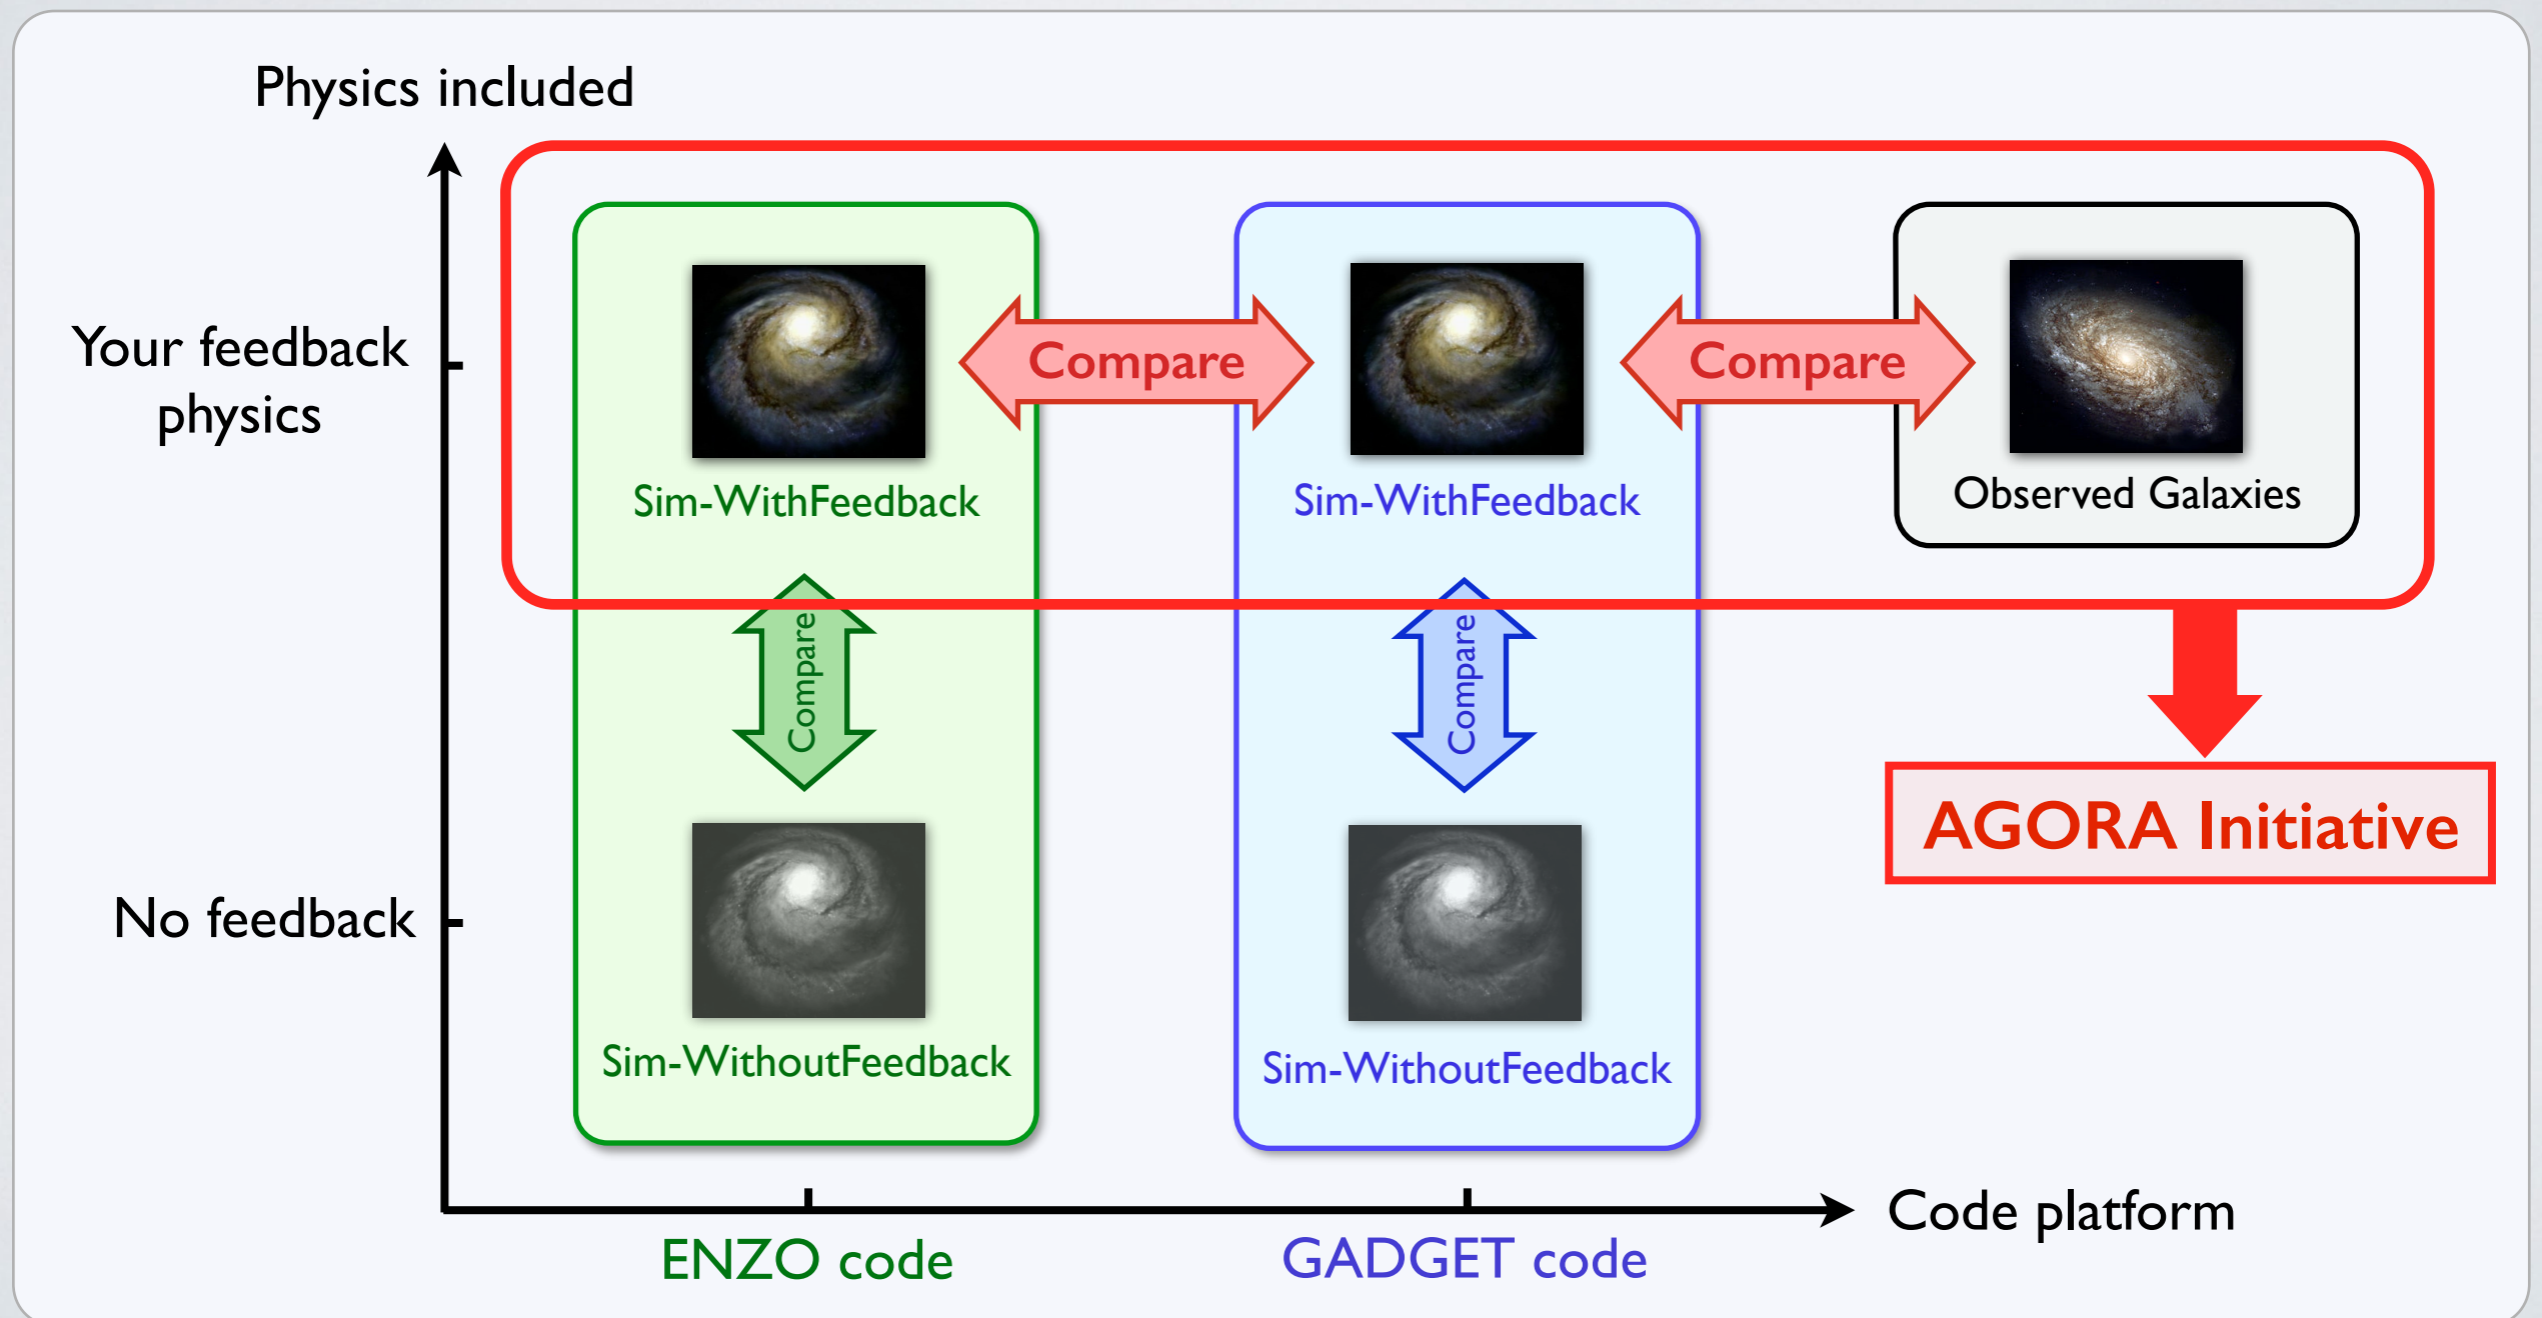 Physics included
Your feedback
physics
Compare
Compare
Sim-WithFeedback
Sim-WithFeedback
Observed Galaxies
Compare
Compare
AGORA Initiative
No feedback
Sim-WithoutFeedback
Sim-WithoutFeedback
Code platform
ENZO code
GADGET code